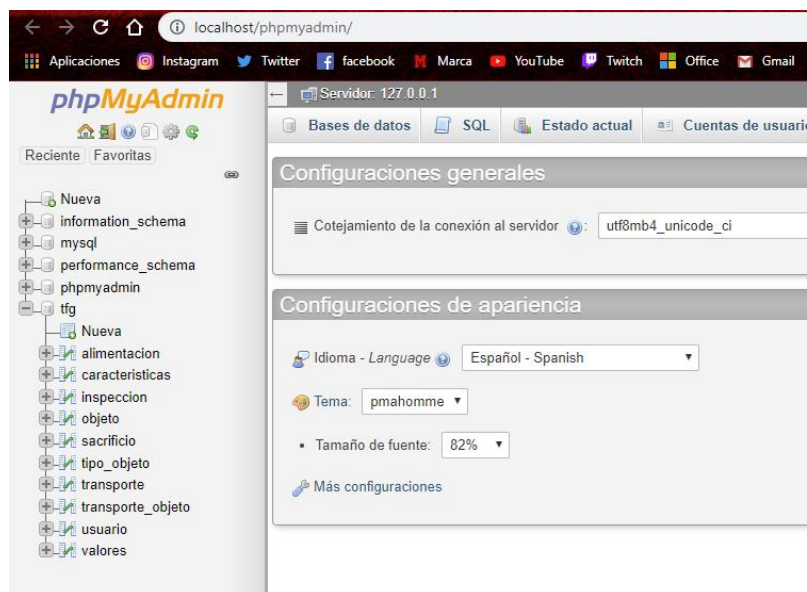 localhost/phpmyadmin/
Aplicaciones Instagram Twitter facebook Marca YouTube Twitch Office Gmail
phpMyAdmin
Reciente Favoritas
Nueva
information_schema
mysql
performance_schema
phpmyadmin
tfg
Nueva
alimentacion
caracteristicas
inspeccion
objeto
sacrificio
tipo_objeto
transporte
transporte_objeto
usuario
valores
Servidor: 127.0.0.1
Bases de datos SQL Estado actual Cuentas de usuari
Configuraciones generales
Cotejamiento de la conexión al servidor : utf8mb4_unicode_ci
Configuraciones de apariencia
Idioma - Language Español - Spanish
Tema: pmahomme
• Tamaño de fuente: 82%
Más configuraciones